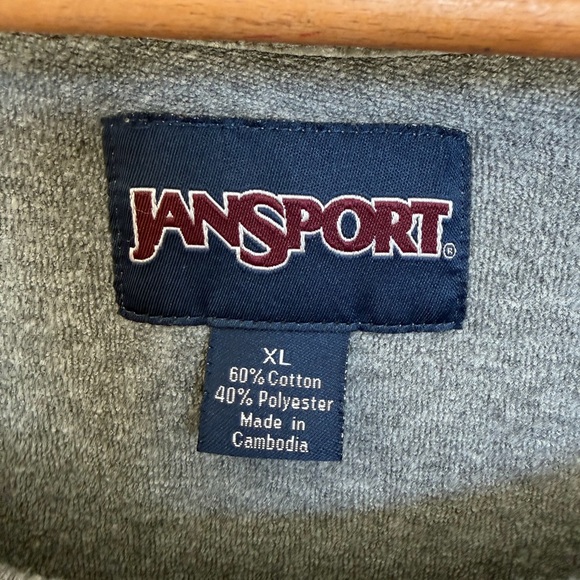 JANSPORT®
XL
60% Cotton
40% Polyester
Made in
Cambodia